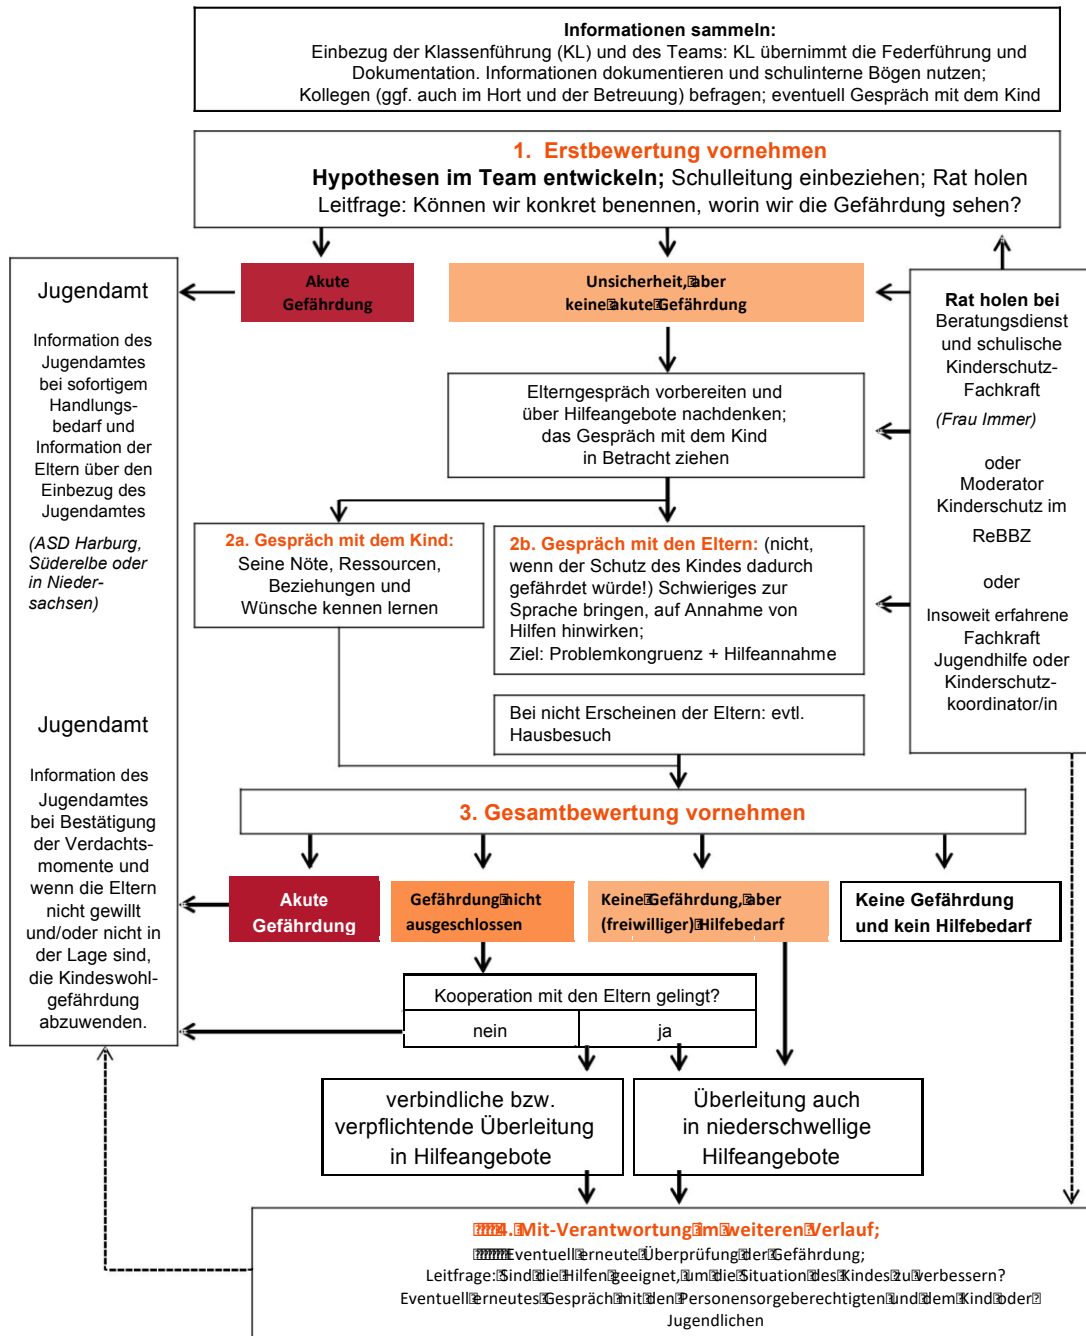 Informationen sammeln:
Einbezug der Klassenführung (KL) und des Teams: KL übernimmt die Federführung und
Dokumentation. Informationen dokumentieren und schulinterne Bögen nutzen;
Kollegen (ggf. auch im Hort und der Betreuung) befragen; eventuell Gespräch mit dem Kind
1. Erstbewertung vornehmen
Hypothesen im Team entwickeln; Schulleitung einbeziehen; Rat holen
Leitfrage: Können wir konkret benennen, worin wir die Gefährdung sehen?
Akute
Gefährdung
Unsicherheit, aber
keine akute Gefährdung
Jugendamt
Information des
Jugendamtes
bei sofortigem
Handlungs-
bedarf und
Information der
Eltern über den
Einbezug des
Jugendamtes
(ASD Harburg,
Süderelbe oder
in Nieder-
sachsen)
Rat holen bei
Beratungsdienst
und schulische
Kinderschutz-
Fachkraft
(Frau Immer)
oder
Moderator
Kinderschutz im
ReBBZ
oder
Insoweit erfahrene
Fachkraft
Jugendhilfe oder
Kinderschutz-
koordinator/in
Elterngespräch vorbereiten und
über Hilfeangebote nachdenken;
das Gespräch mit dem Kind
in Betracht ziehen
2a. Gespräch mit dem Kind:
Seine Nöte, Ressourcen,
Beziehungen und
Wünsche kennen lernen
2b. Gespräch mit den Eltern: (nicht,
wenn der Schutz des Kindes dadurch
gefährdet würde!) Schwieriges zur
Sprache bringen, auf Annahme von
Hilfen hinwirken;
Ziel: Problemkongruenz + Hilfeannahme
Bei nicht Erscheinen der Eltern: evtl.
Hausbesuch
Jugendamt
Information des
Jugendamtes
bei Bestätigung
der Verdachts-
momente und
wenn die Eltern
nicht gewillt
und/oder nicht in
der Lage sind,
die Kindeswohl-
gefährdung
abzuwenden.
3. Gesamtbewertung vornehmen
Akute
Gefährdung
Gefährdung nicht
ausgeschlossen
Keine Gefährdung, aber
(freiwilliger) Hilfebedarf
Keine Gefährdung
und kein Hilfebedarf
Kooperation mit den Eltern gelingt?
nein
ja
verbindliche bzw.
verpflichtende Überleitung
in Hilfeangebote
Überleitung auch
in niederschwellige
Hilfeangebote
4. Mit-Verantwortung im weiteren Verlauf;
Eventuell erneute Überprüfung der Gefährdung;
Leitfrage: Sind die Hilfen geeignet, um die Situation des Kindes zu verbessern?
Eventuell erneutes Gespräch mit den Personensorgeberechtigten und dem Kind oder
Jugendlichen